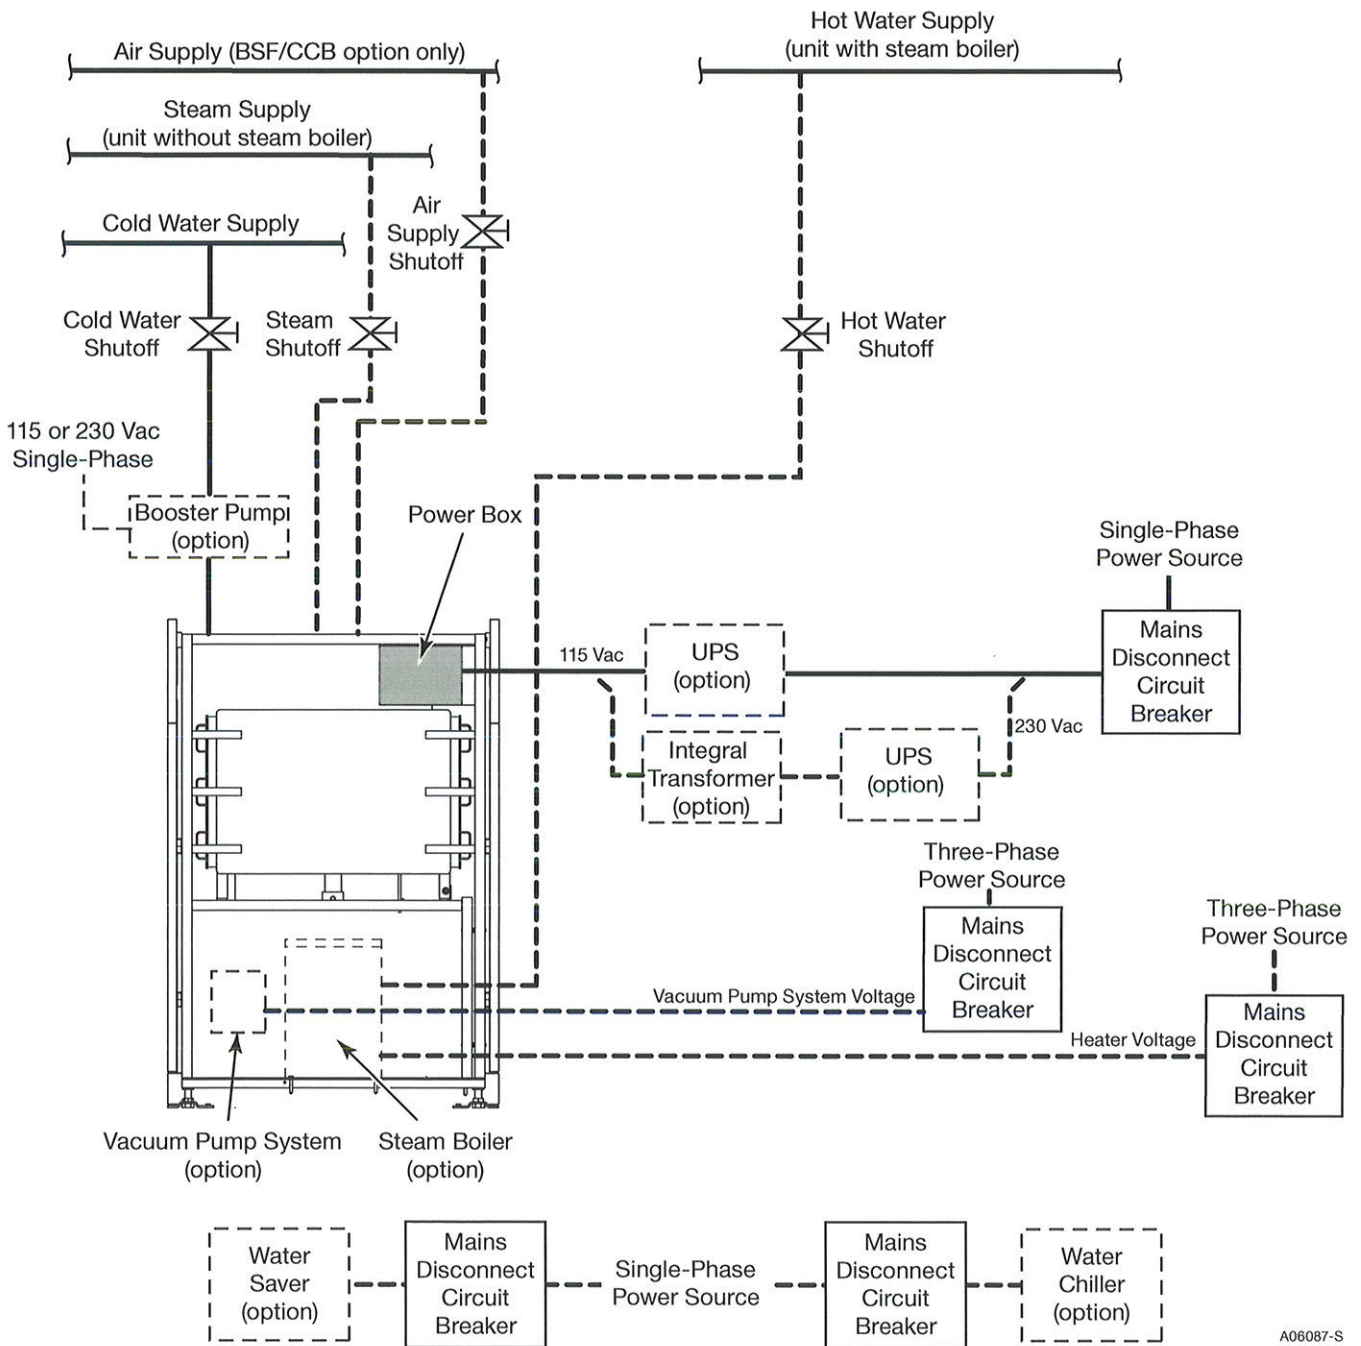 Hot Water Supply
(unit with steam boiler)
Air Supply (BSF/CCB option only)
Steam Supply
(unit without steam boiler)
Cold Water Supply
Air
Supply
Shutoff
Cold Water
Shutoff
Steam
Shutoff
Hot Water
Shutoff
115 or 230 Vac
Single-Phase
Booster Pump
(option)
Power Box
Single-Phase
Power Source
115 Vac
UPS
(option)
Mains
Disconnect
Circuit
Breaker
230 Vac
Integral
Transformer
(option)
UPS
(option)
Three-Phase
Power Source
Mains
Disconnect
Circuit
Breaker
Three-Phase
Power Source
Vacuum Pump System Voltage
Heater Voltage
Mains
Disconnect
Circuit
Breaker
Vacuum Pump System
(option)
Steam Boiler
(option)
Water
Saver
(option)
Mains
Disconnect
Circuit
Breaker
Single-Phase
Power Source
Mains
Disconnect
Circuit
Breaker
Water
Chiller
(option)
A06087-S